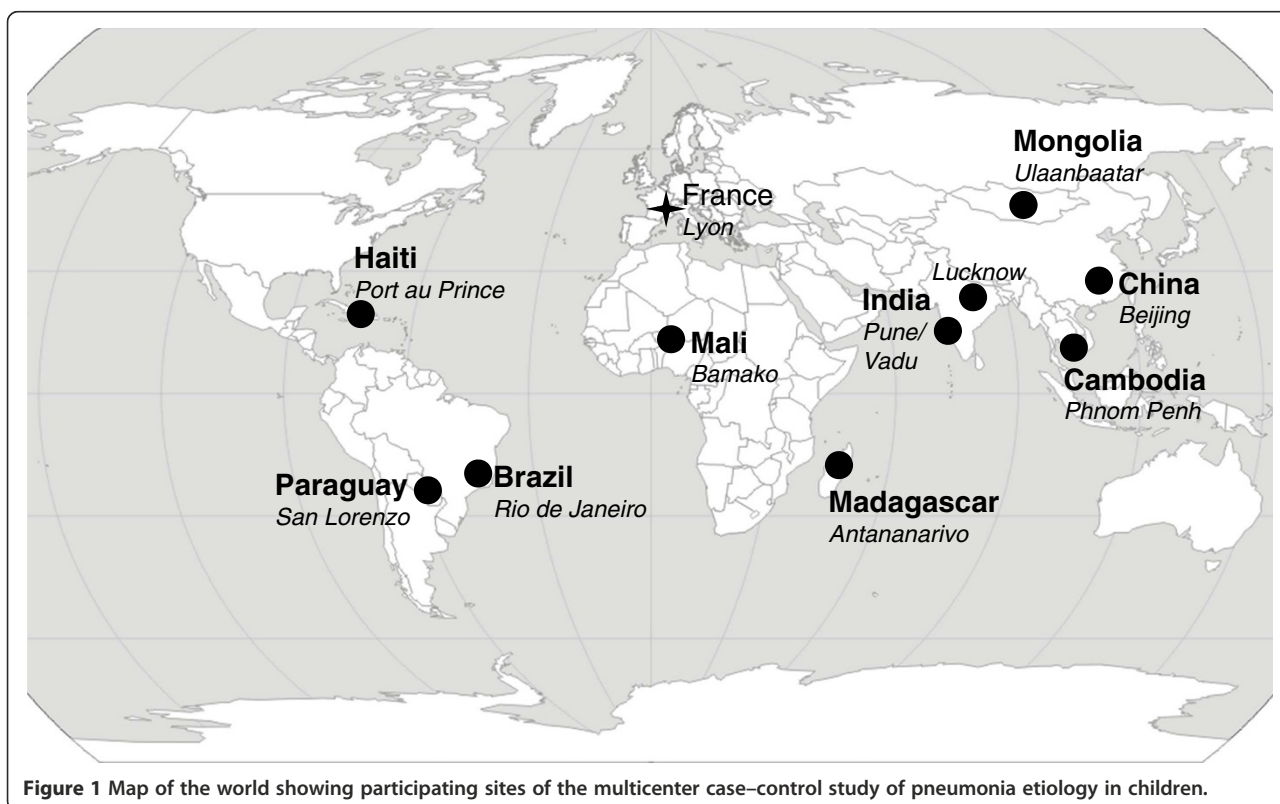 Mongolia
Ulaanbaatar
France
Lyon
Haiti
Port au Prince
Lucknow
India
Pune/
Vadu
China
Beijing
Mali
Bamako
Cambodia
Phnom Penh
Paraguay
San Lorenzo
Brazil
Rio de Janeiro
Madagascar
Antananarivo
Figure 1 Map of the world showing participating sites of the multicenter case–control study of pneumonia etiology in children.